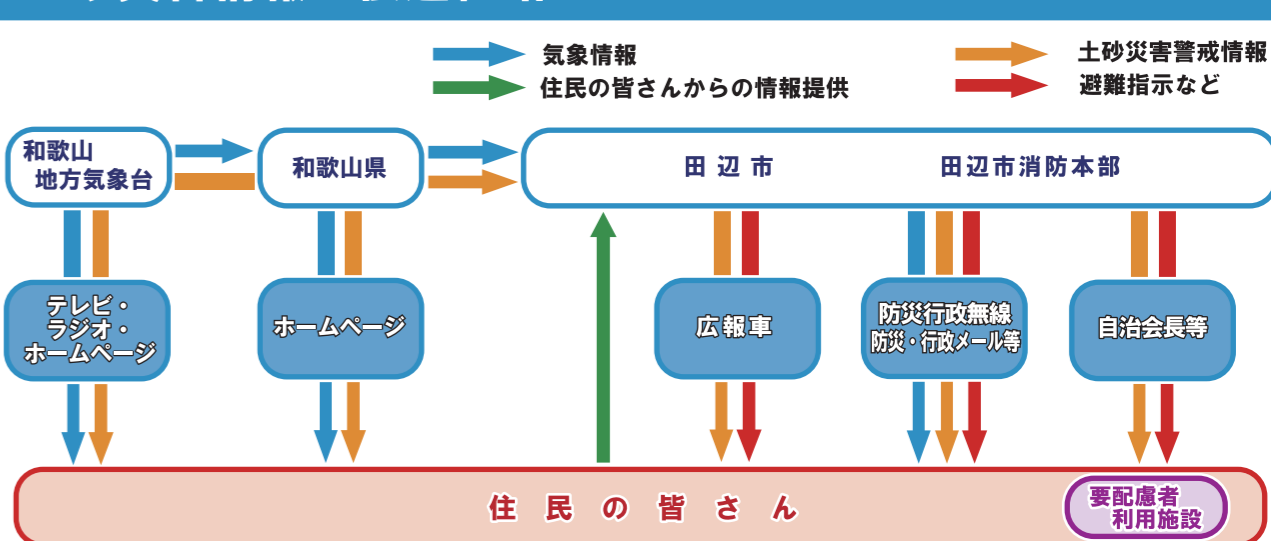 気象情報
土砂災害警戒情報
住民の皆さんからの情報提供
避難指示など
和歌山
地方気象台
和歌山県
田辺市
田辺市消防本部
テレビ・
ラジオ・
ホームページ
ホームページ
広報車
防災行政無線
防災・行政メール等
自治会長等
住民の皆さん
要配慮者
利用施設